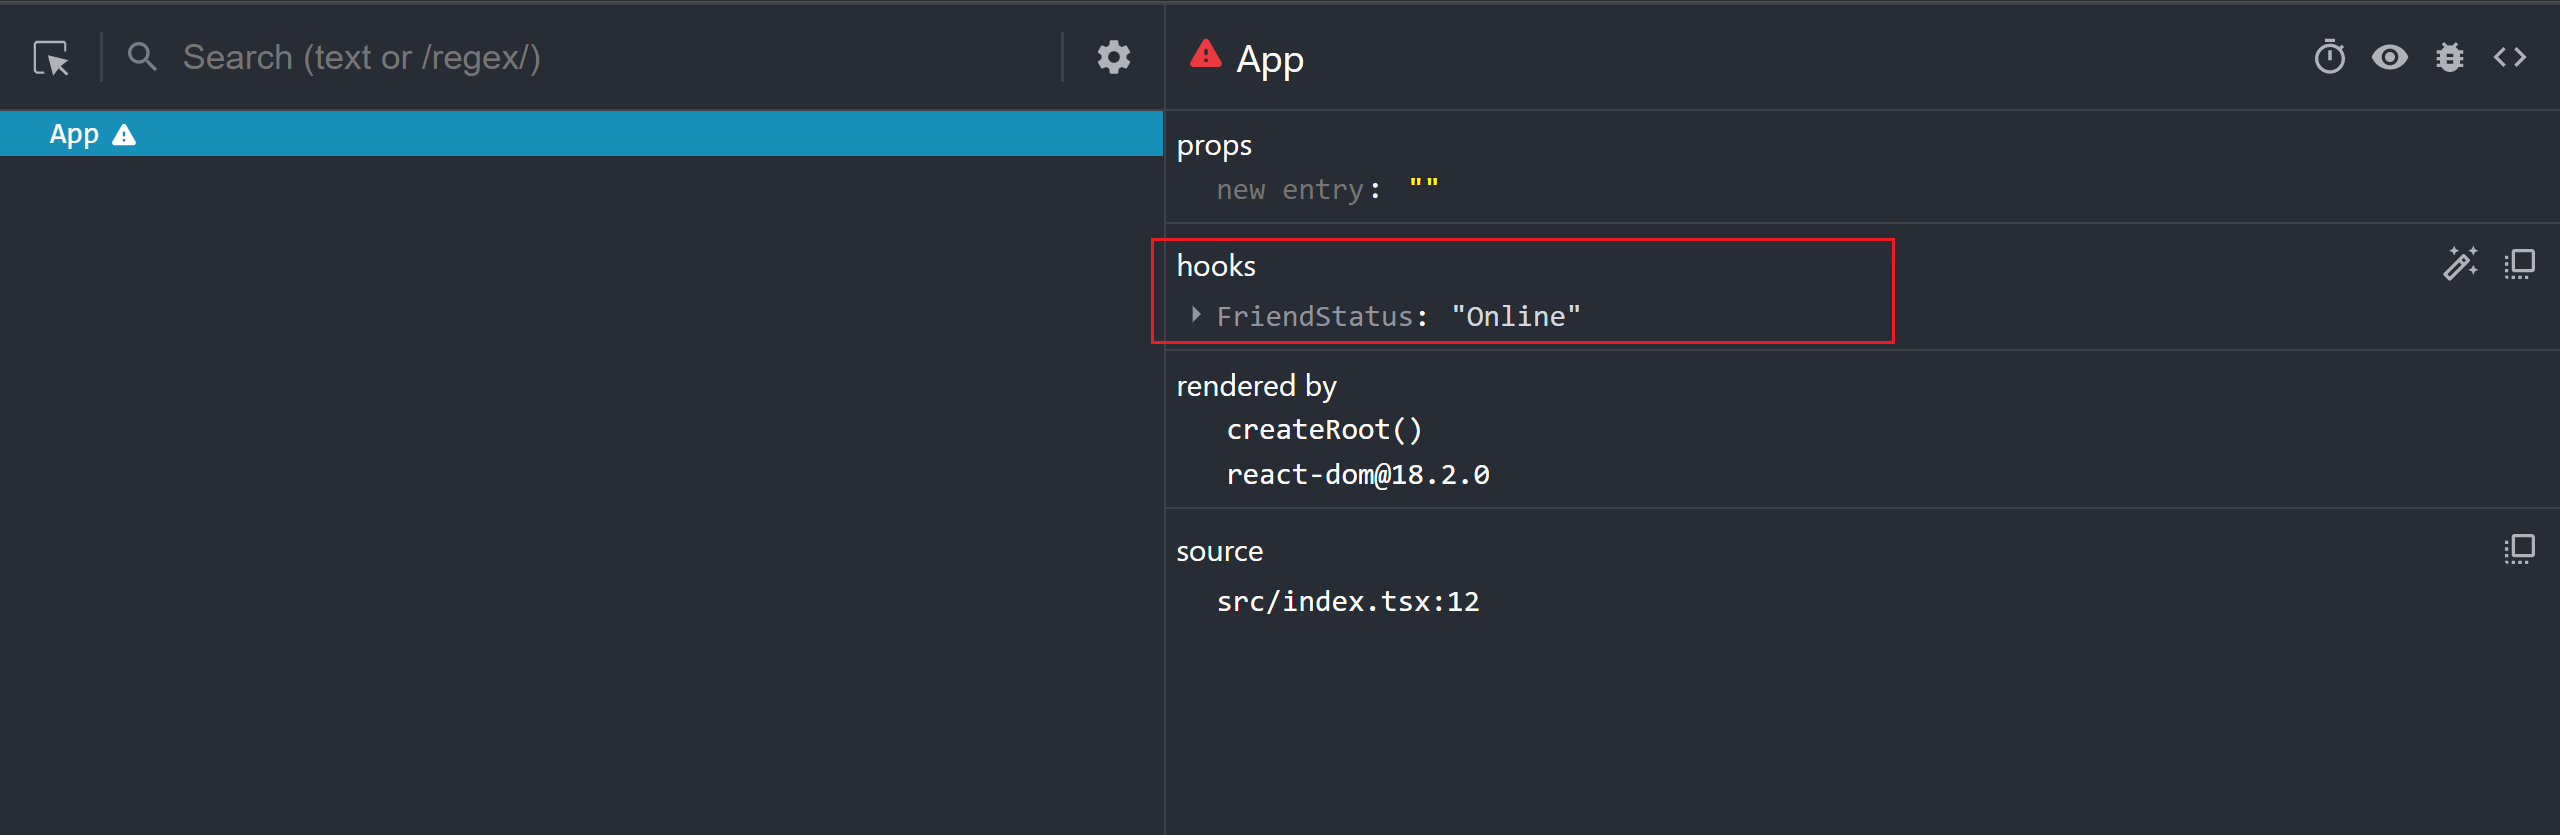 Search (text or /regex/)
App
App
props
new entry: ""
hooks
FriendStatus: "Online"
rendered by
createRoot()
react-dom@18.2.0
source
src/index.tsx:12